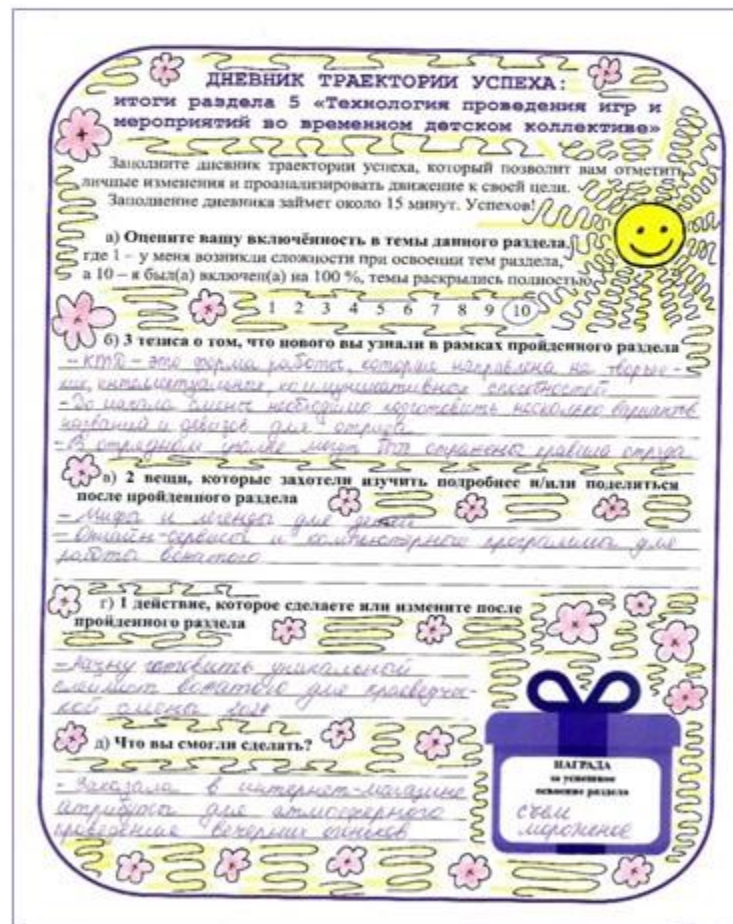 ДНЕВНИК ТРАЕКТОРИИ УСПЕХА:
итоги раздела 5 «Технология проведения игр и
мероприятий во временном детском коллективе»
Заполните дневник траектории успеха, который позволит вам отметить
личные изменения и проанализировать движение к своей цели.
Заполнение дневника займет около 15 минут. Успехов!
а) Оцените вашу включённость в темы данного раздела,
где 1 – у меня возникли сложности при освоении тем раздела,
а 10 – я был(а) включен(а) на 100 %, темы раскрылись полностью
1 2 3 4 5 6 7 8 9 10
б) 3 тезиса о том, что нового вы узнали в рамках пройденного раздела
- КТД - это форма работы, которая направлена на творчес-
кие, интеллектуальные, коммуникативные способностей
- До начала смены необходимо подготовить несколько вариантов
названий и девизов для отряда
- В отрядном уголке могут быть отражены правила отряда
в) 2 вещи, которые захотели изучить подробнее и/или поделиться
после пройденного раздела
- Мифы и легенды для детей
- Онлайн-сервисы и компьютерные программы для
работы вожатого
г) 1 действие, которое сделаете или измените после
пройденного раздела
- Начну готовить уникальный
вожатого для краеведчес-
кой смены
д) Что вы смогли сделать?
- Заказала в интернет-магазине
атрибуты для атмосферного
проведения вечерних огоньков
НАГРАДА
за успешное
освоение раздела
съем
мороженое